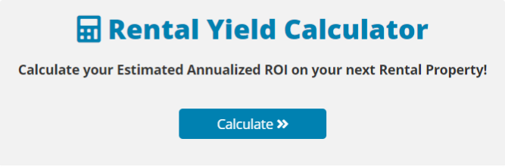 Rental Yield Calculator
Calculate your Estimated Annualized ROI on your next Rental Property!
Calculate »